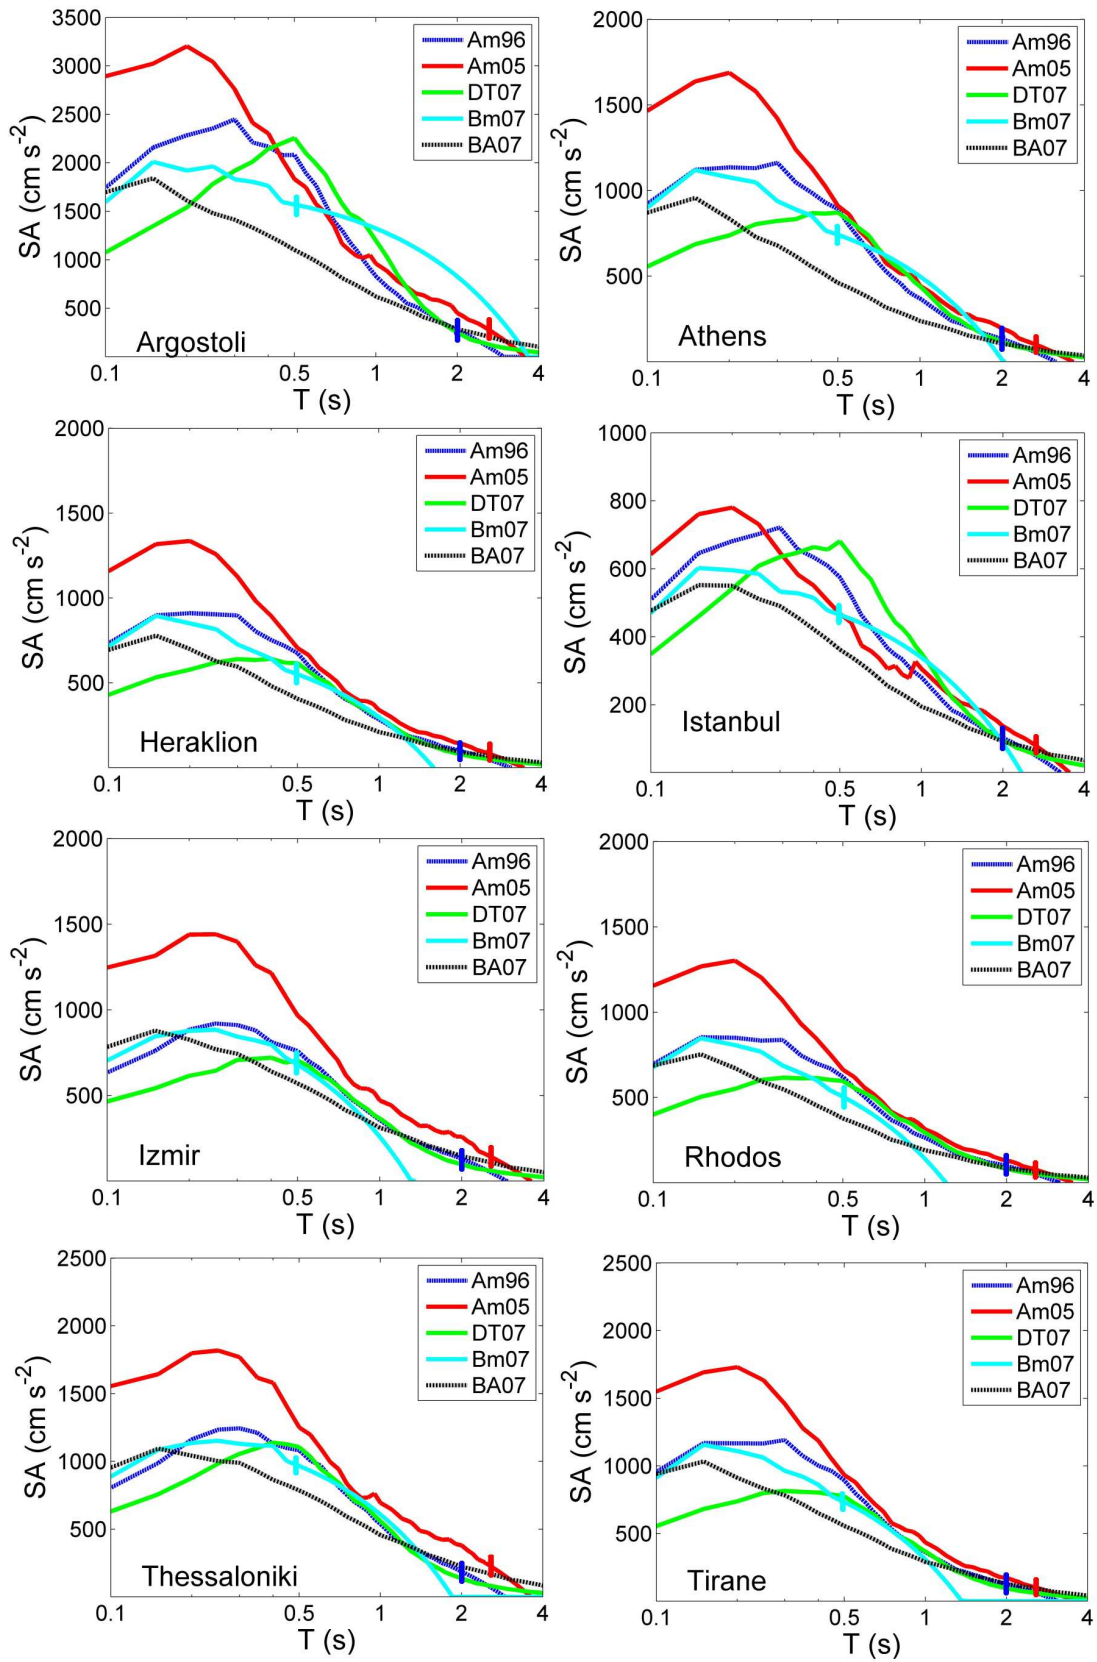 3500
3000
2500
2000
1500
1000
500
SA (cm s⁻²)
Am96
Am05
DT07
Bm07
BA07
Argostoli
0.1 0.5 1 2 4
T (s)
2000
1500
1000
500
SA (cm s⁻²)
Am96
Am05
DT07
Bm07
BA07
Athens
0.1 0.5 1 2 4
T (s)
2000
1500
1000
500
SA (cm s⁻²)
Am96
Am05
DT07
Bm07
BA07
Heraklion
0.1 0.5 1 2 4
T (s)
1000
800
600
400
200
SA (cm s⁻²)
Am96
Am05
DT07
Bm07
BA07
Istanbul
0.1 0.5 1 2 4
T (s)
2000
1500
1000
500
SA (cm s⁻²)
Am96
Am05
DT07
Bm07
BA07
Izmir
0.1 0.5 1 2 4
T (s)
2000
1500
1000
500
SA (cm s⁻²)
Am96
Am05
DT07
Bm07
BA07
Rhodos
0.1 0.5 1 2 4
T (s)
2500
2000
1500
1000
500
SA (cm s⁻²)
Am96
Am05
DT07
Bm07
BA07
Thessaloniki
0.1 0.5 1 2 4
T (s)
2500
2000
1500
1000
500
SA (cm s⁻²)
Am96
Am05
DT07
Bm07
BA07
Tirane
0.1 0.5 1 2 4
T (s)